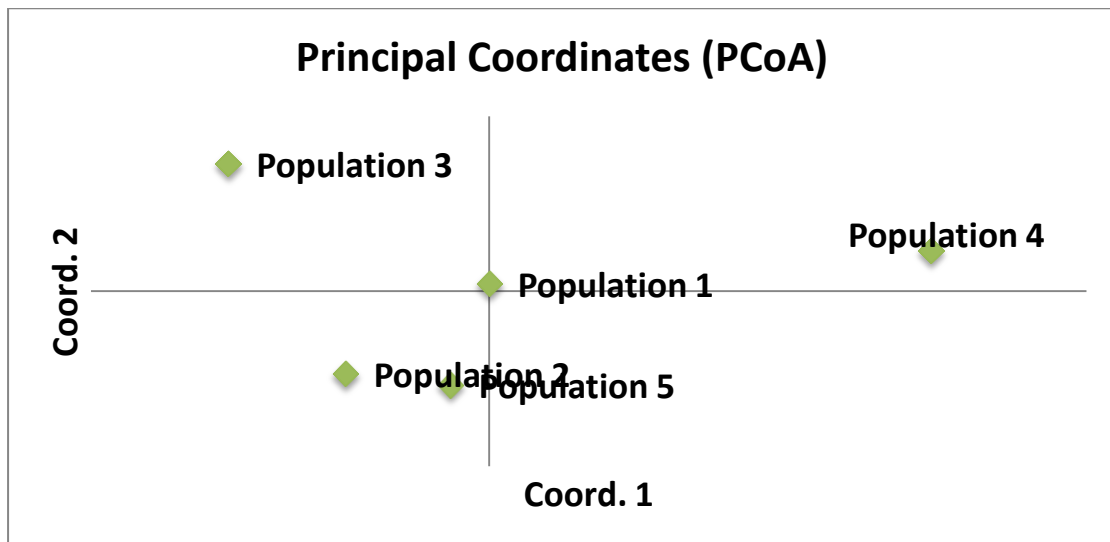 Principal Coordinates (PCoA)
Population 3
Population 4
Coord. 2
Population 1
Population 2
Population 5
Coord. 1